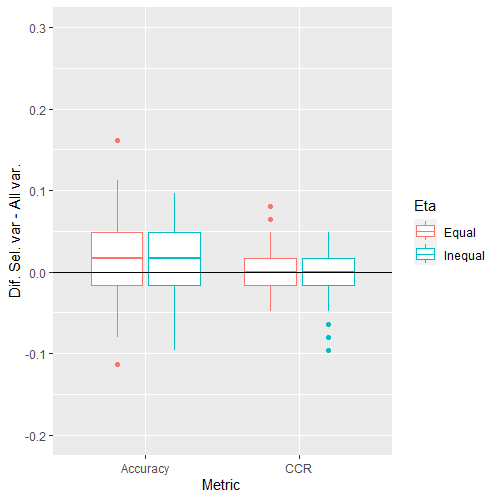 0.3
0.2
0.1
0.0
-0.1
-0.2
Dif. Sel. var - All var.
Accuracy CCR
Metric
Eta
Equal
Inequal